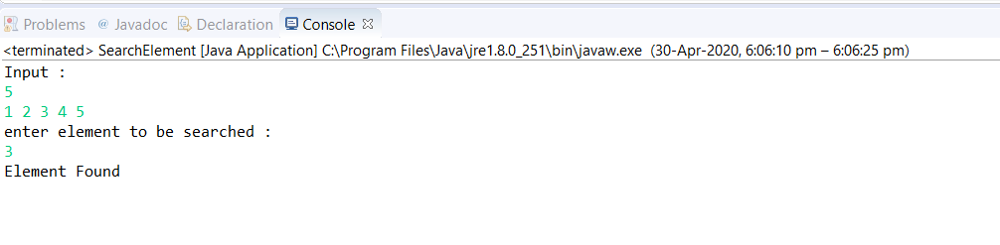 Problems @ Javadoc Declaration Console
<terminated> SearchElement [Java Application] C:\Program Files\Java\jre1.8.0_251\bin\javaw.exe (30-Apr-2020, 6:06:10 pm – 6:06:25 pm)
Input :
5
1 2 3 4 5
enter element to be searched :
3
Element Found